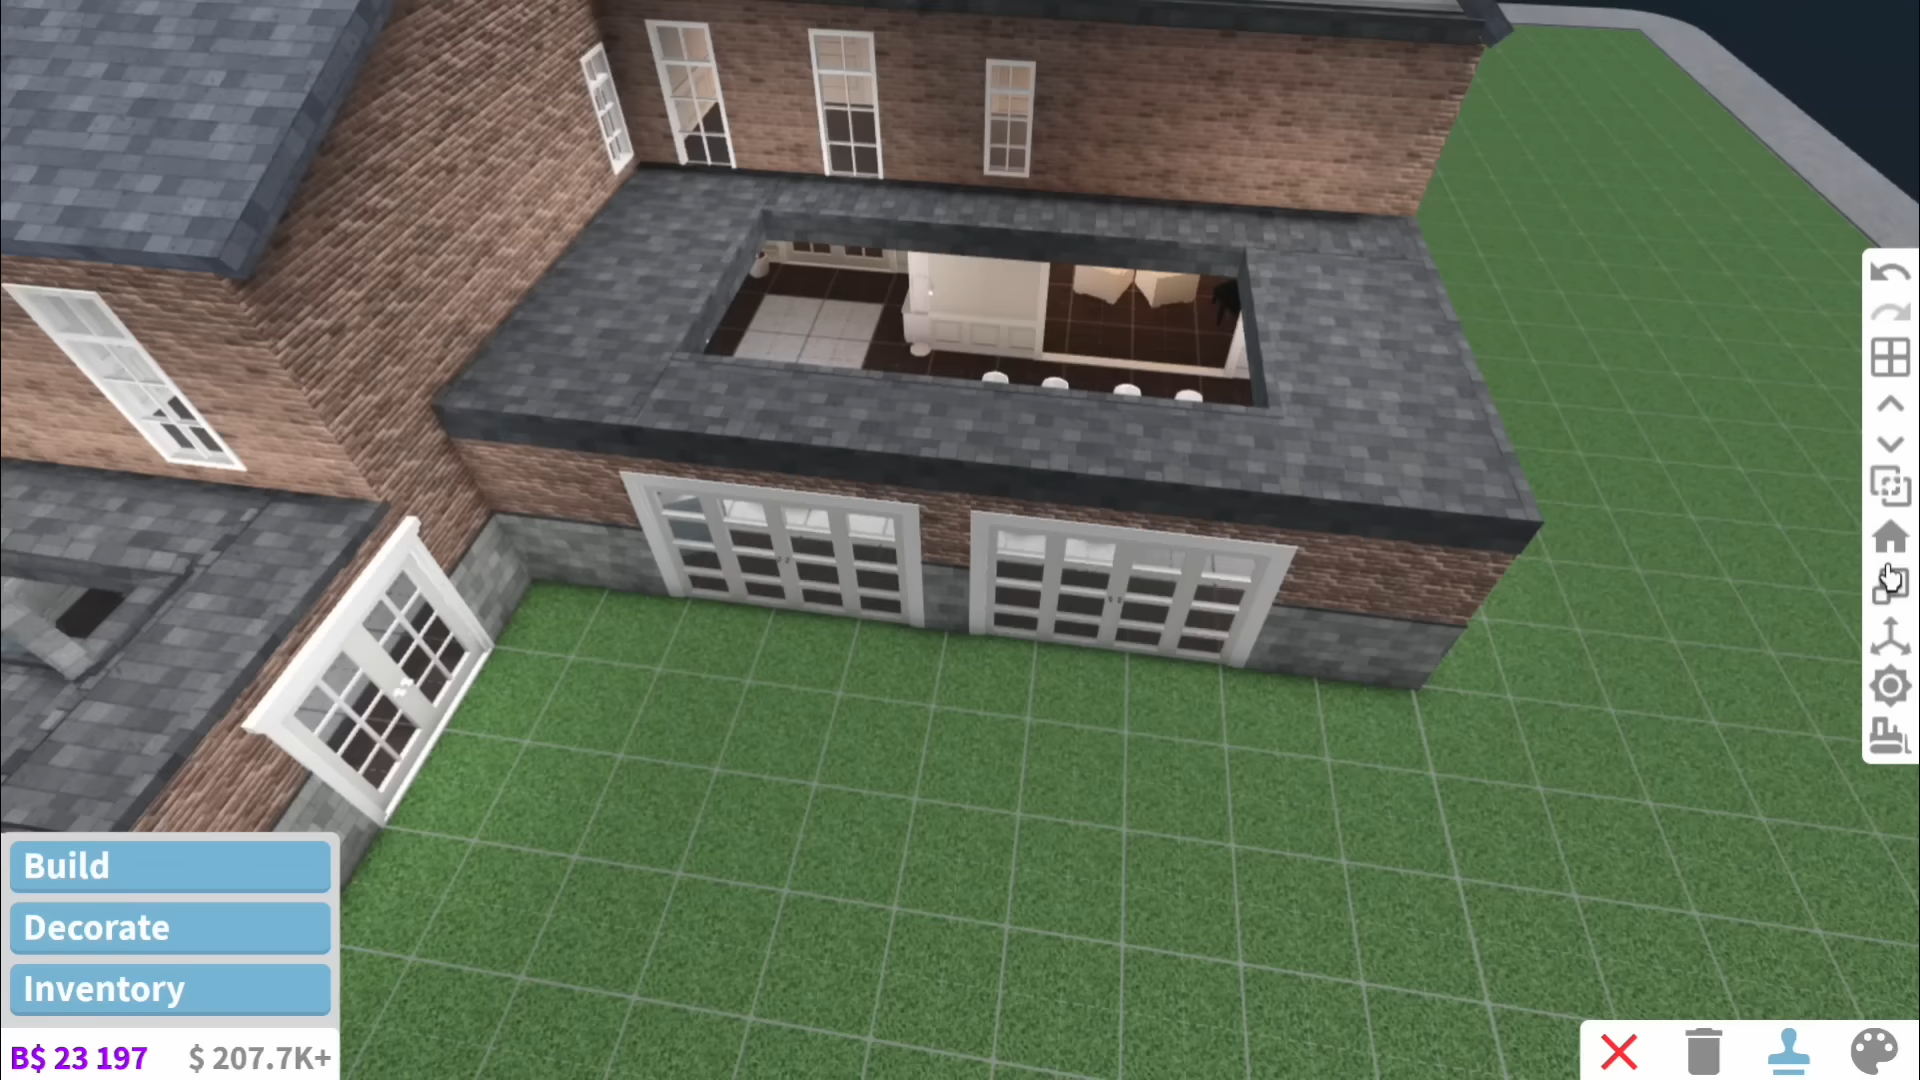 Build
Decorate
Inventory
B$ 23 197 $ 207.7K+